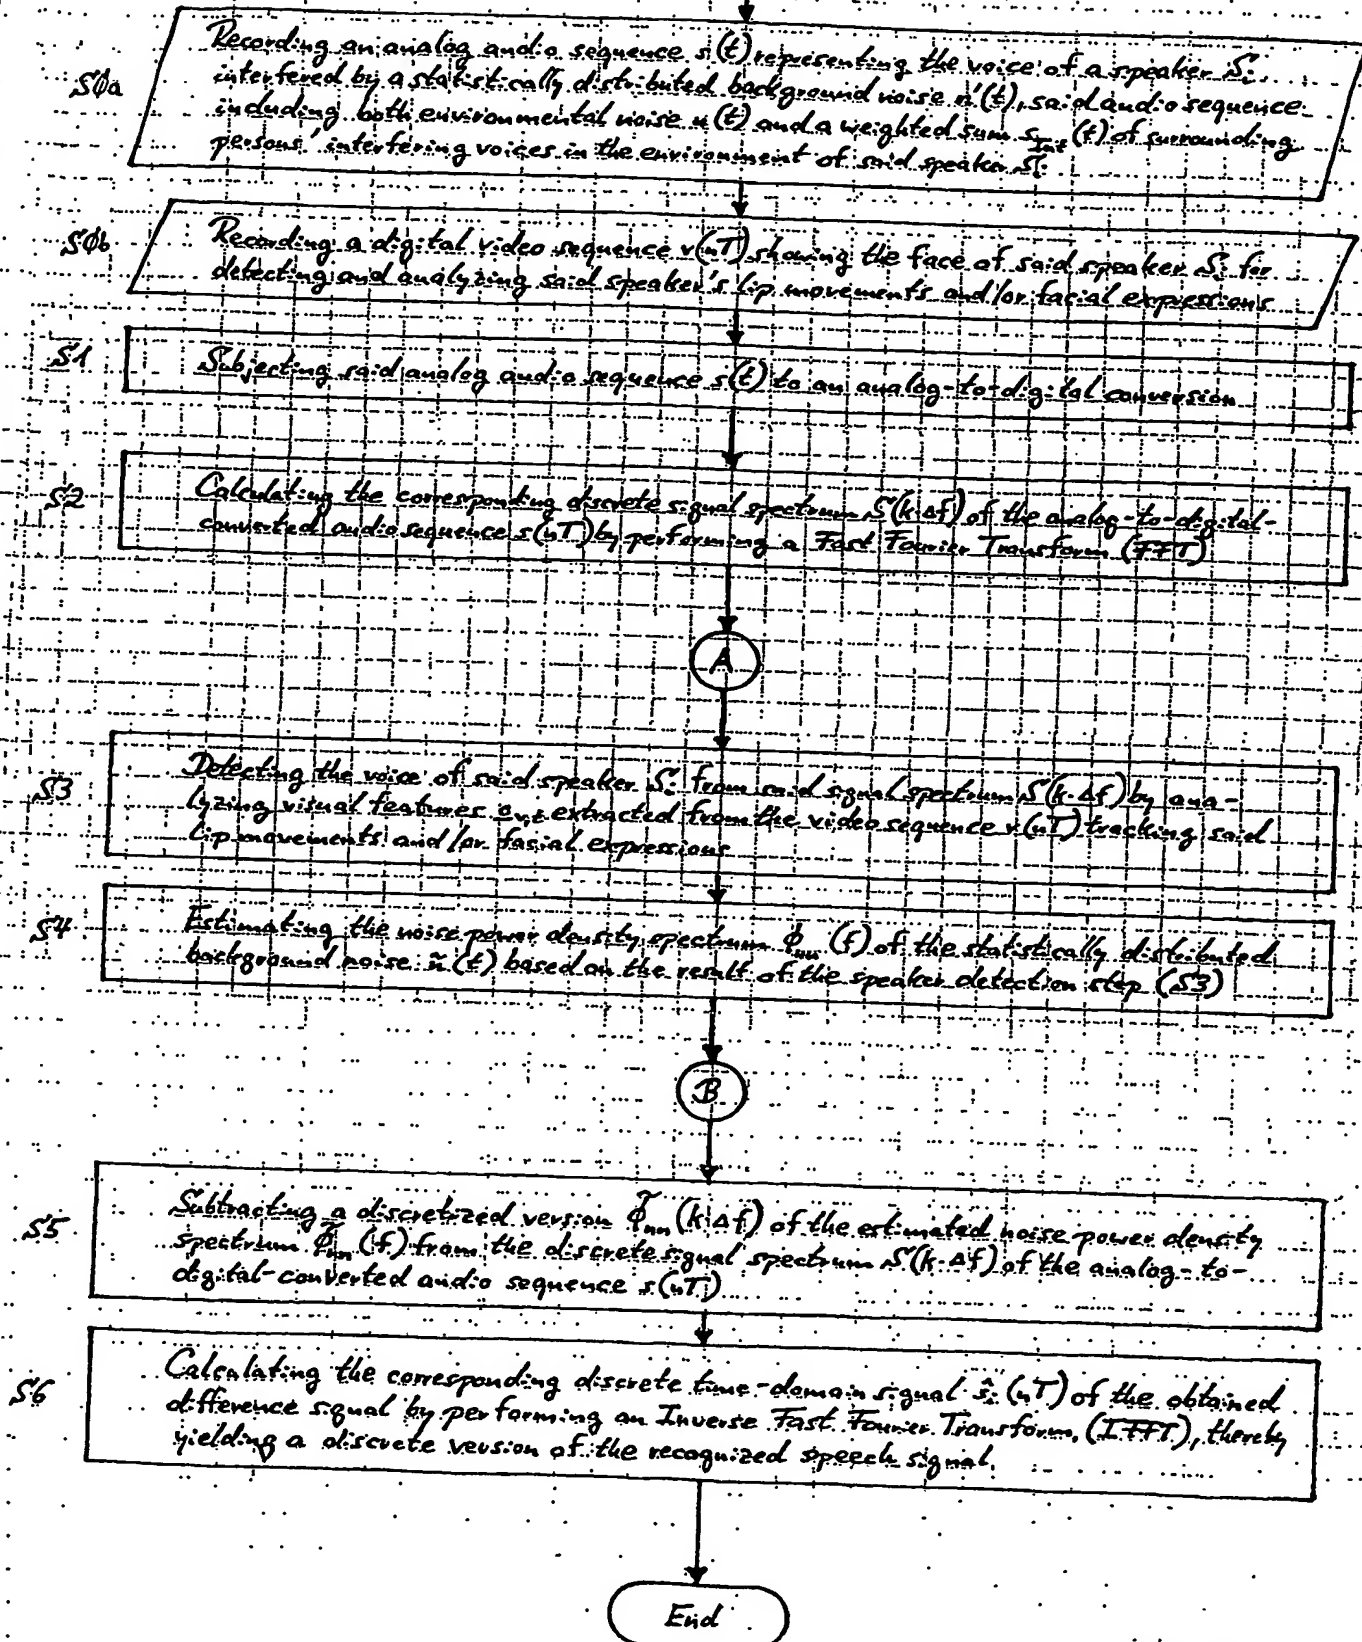 SØa
Recording an analog audio sequence s(t) representing the voice of a speaker Sᵢ
interfered by a statistically distributed background noise n'(t), said audio sequence
including both environmental noise n(t) and a weighted sum s_Int(t) of surrounding
persons' interfering voices in the environment of said speaker Sᵢ
SØb
Recording a digital video sequence v(nT) showing the face of said speaker Sᵢ for
detecting and analyzing said speaker's lip movements and/or facial expressions
S1
Subjecting said analog audio sequence s(t) to an analog-to-digital conversion
S2
Calculating the corresponding discrete signal spectrum S(k·Δf) of the analog-to-digital-
converted audio sequence s(nT) by performing a Fast Fourier Transform (FFT)
A
S3
Detecting the voice of said speaker Sᵢ from said signal spectrum S(k·Δf) by ana-
lyzing visual features o_v,t extracted from the video sequence v(nT) tracking said
lip movements and/or facial expressions
S4
Estimating the noise power density spectrum Φ_nn(f) of the statistically distributed
background noise ñ(t) based on the result of the speaker detection step (S3)
B
S5
Subtracting a discretized version Φ̃_nn(k·Δf) of the estimated noise power density
spectrum Φ̃_nn(f) from the discrete signal spectrum S(k·Δf) of the analog-to-
digital-converted audio sequence s(nT)
S6
Calculating the corresponding discrete time-domain signal ŝᵢ(nT) of the obtained
difference signal by performing an Inverse Fast Fourier Transform (IFFT), thereby
yielding a discrete version of the recognized speech signal.
End